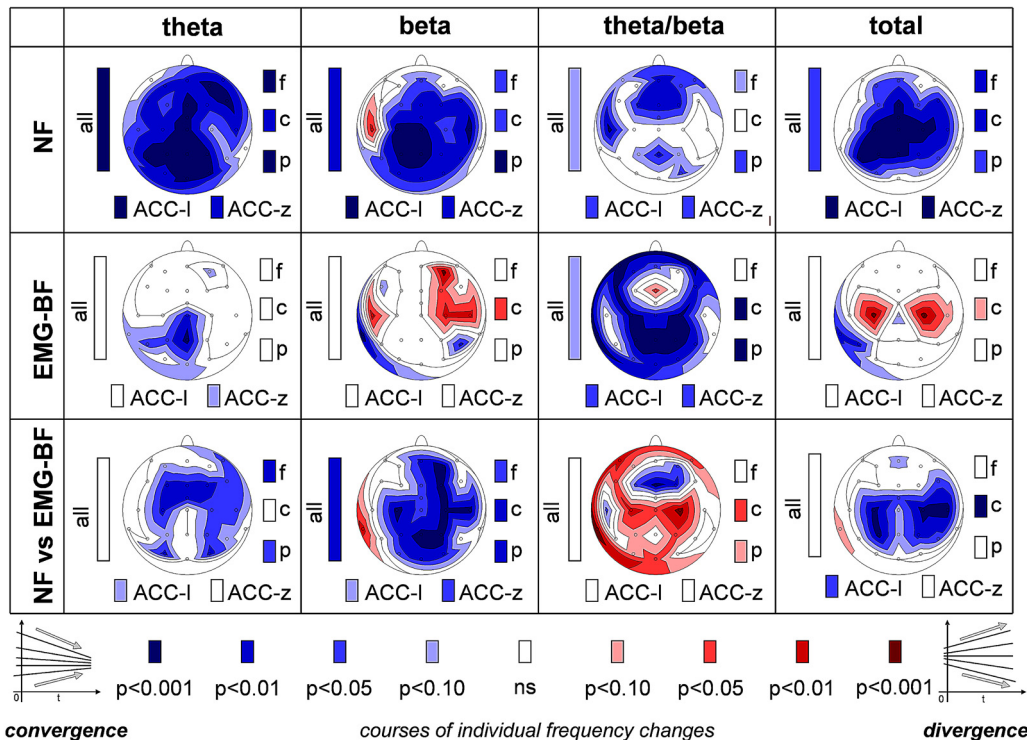 theta beta theta/beta total
NF
all f c p ACC-l ACC-z
all f c p ACC-l ACC-z
all f c p ACC-l ACC-z
all f c p ACC-l ACC-z
EMG-BF
all f c p ACC-l ACC-z
all f c p ACC-l ACC-z
all f c p ACC-l ACC-z
all f c p ACC-l ACC-z
NF vs EMG-BF
all f c p ACC-l ACC-z
all f c p ACC-l ACC-z
all f c p ACC-l ACC-z
all f c p ACC-l ACC-z
0 t
p<0.001 p<0.01 p<0.05 p<0.10 ns p<0.10 p<0.05 p<0.01 p<0.001
0 t
convergence courses of individual frequency changes divergence